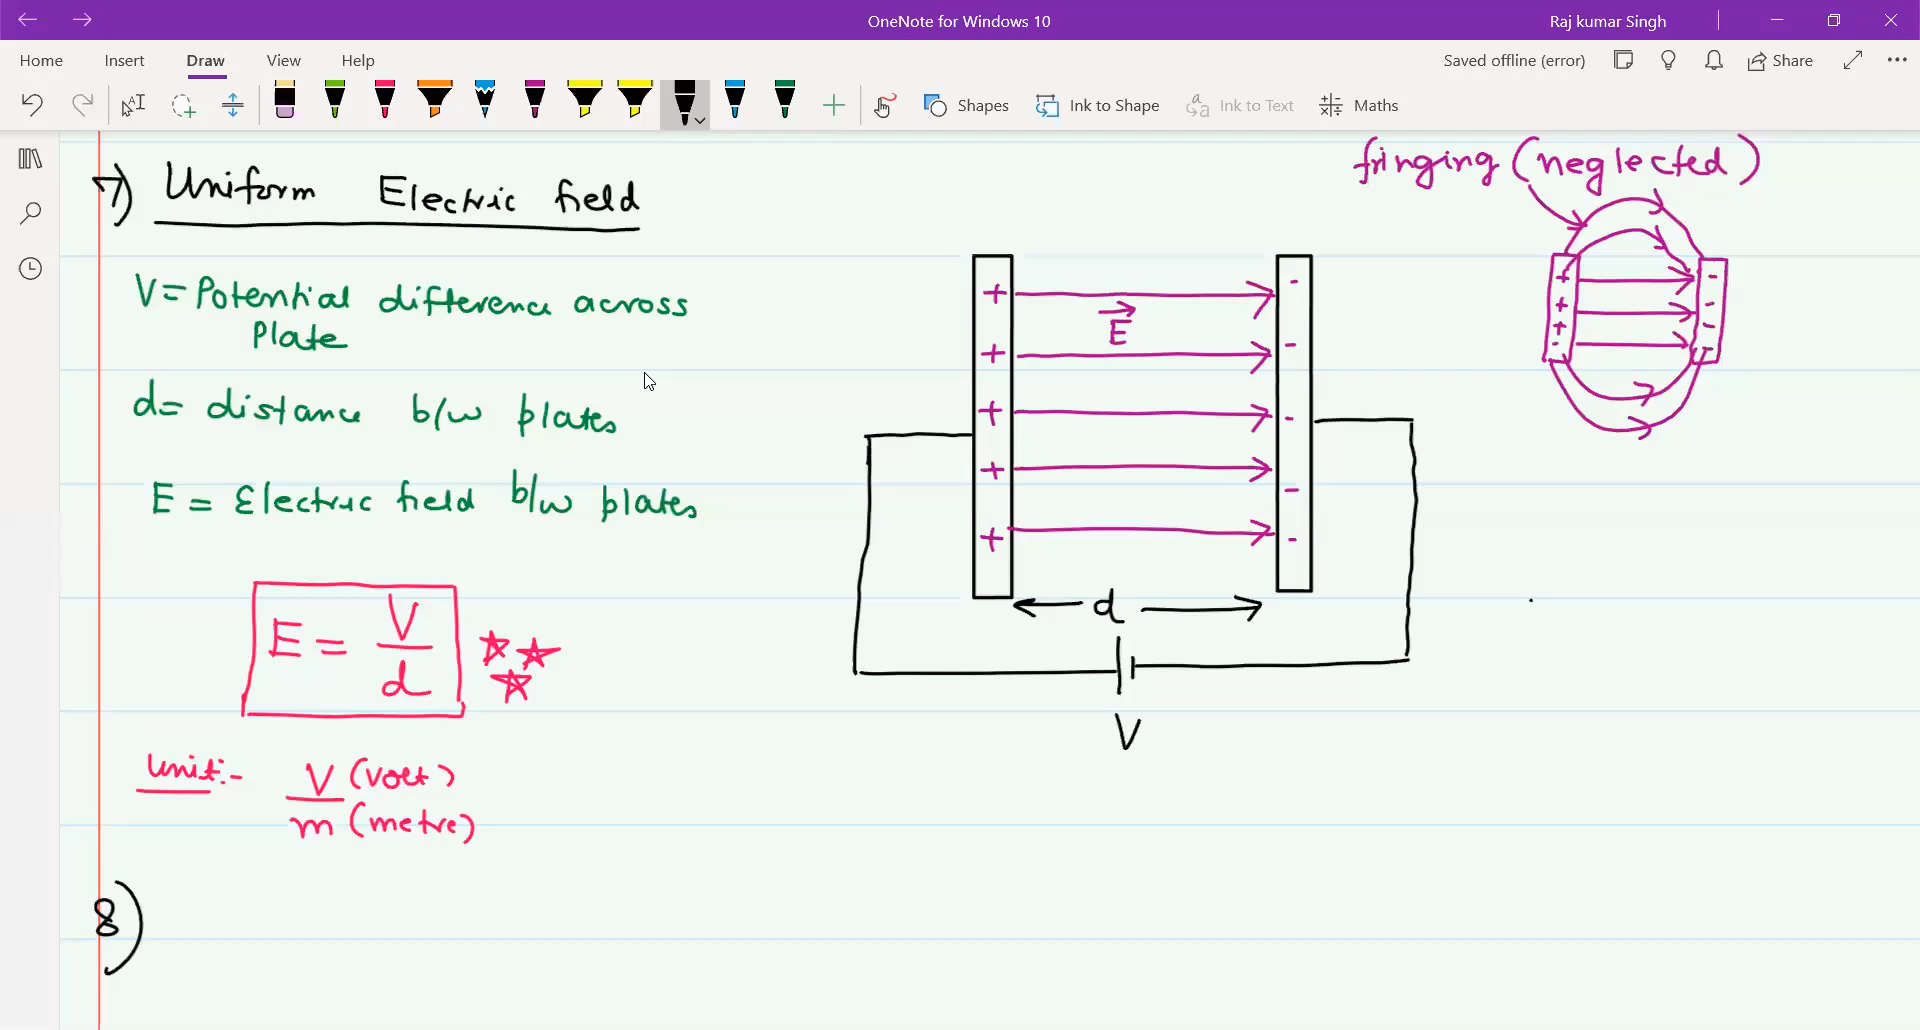 OneNote for Windows 10
Raj kumar Singh
Home Insert Draw View Help
Saved offline (error)
Share
Shapes
Ink to Shape
Ink to Text
Maths
7) Uniform Electric field
V= Potential difference across
Plate
d= distance b/w plates
E = Electric field b/w plates
E = V
d
Unit:- V (volt)
m (metre)
8)
fringing (neglected)
+ -
+ -
+ -
- -
+ -
E
+ -
+ -
+ -
+ -
d
V